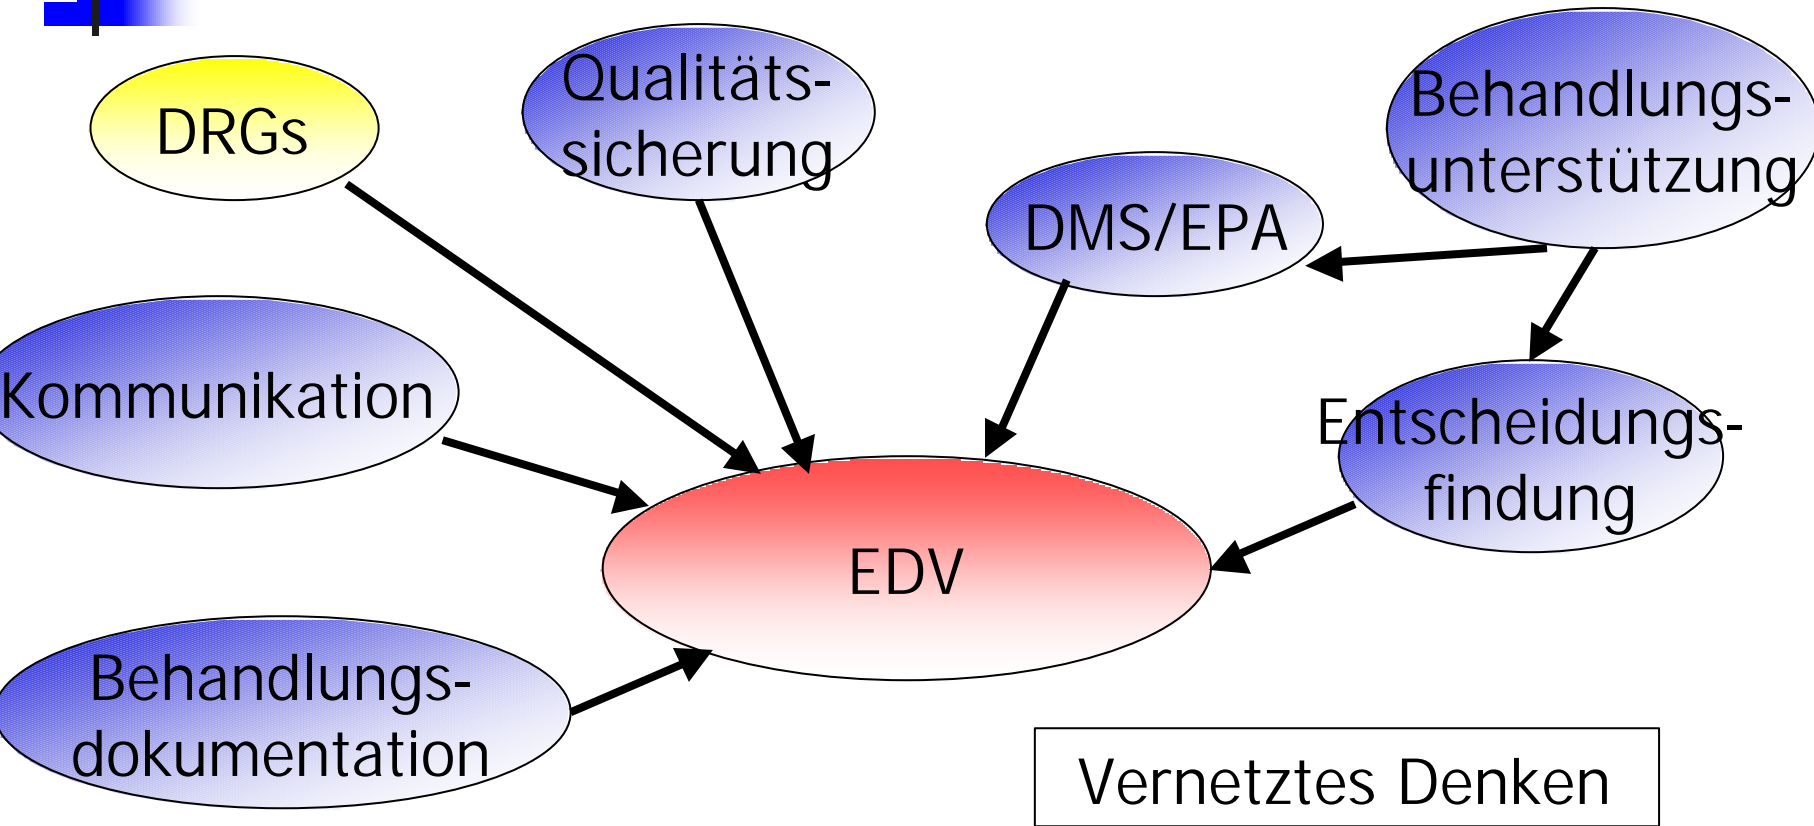 DRGs
Qualitäts-
sicherung
Behandlungs-
unterstützung
DMS/EPA
Kommunikation
Entscheidungs-
findung
EDV
Behandlungs-
dokumentation
Vernetztes Denken